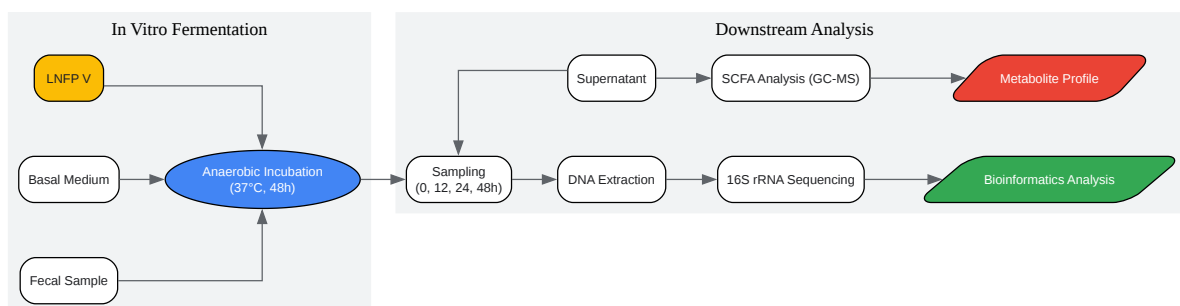 In Vitro Fermentation
LNFP V
Basal Medium
Fecal Sample
Anaerobic Incubation
(37°C, 48h)
Downstream Analysis
Supernatant
SCFA Analysis (GC-MS)
Metabolite Profile
Sampling
(0, 12, 24, 48h)
DNA Extraction
16S rRNA Sequencing
Bioinformatics Analysis